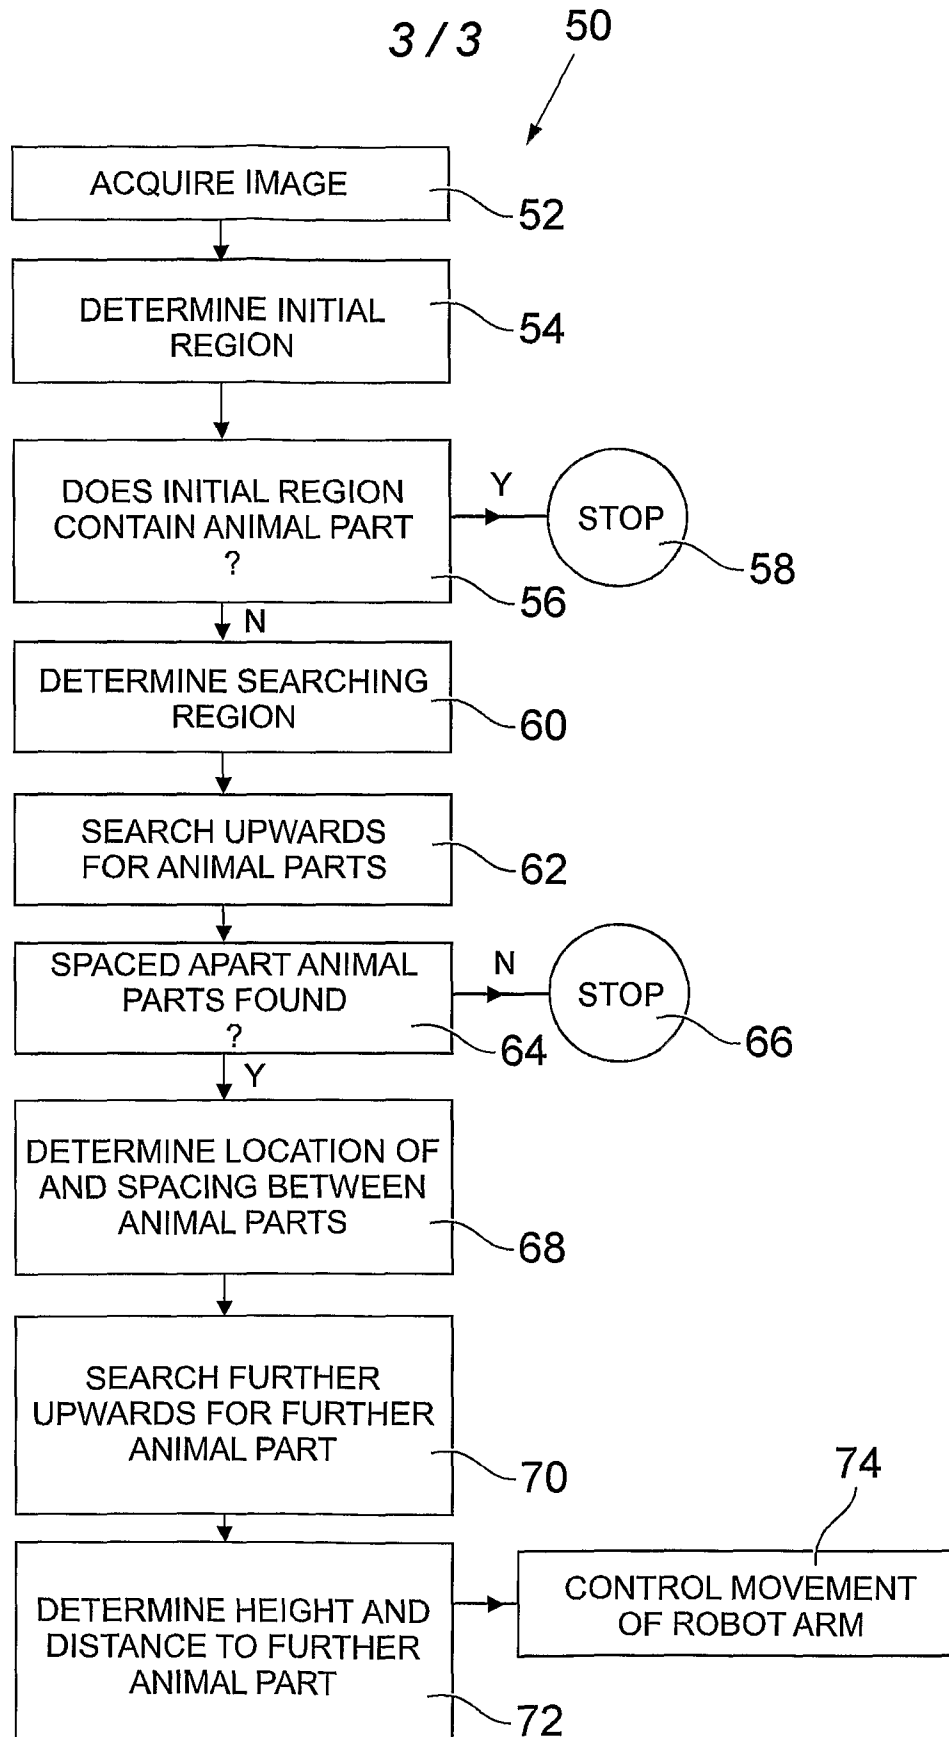 3 / 3
50
ACQUIRE IMAGE
52
DETERMINE INITIAL
REGION
54
DOES INITIAL REGION
CONTAIN ANIMAL PART
?
56
Y
STOP
58
N
DETERMINE SEARCHING
REGION
60
SEARCH UPWARDS
FOR ANIMAL PARTS
62
SPACED APART ANIMAL
PARTS FOUND
?
64
N
STOP
66
Y
DETERMINE LOCATION OF
AND SPACING BETWEEN
ANIMAL PARTS
68
SEARCH FURTHER
UPWARDS FOR FURTHER
ANIMAL PART
70
DETERMINE HEIGHT AND
DISTANCE TO FURTHER
ANIMAL PART
72
74
CONTROL MOVEMENT
OF ROBOT ARM